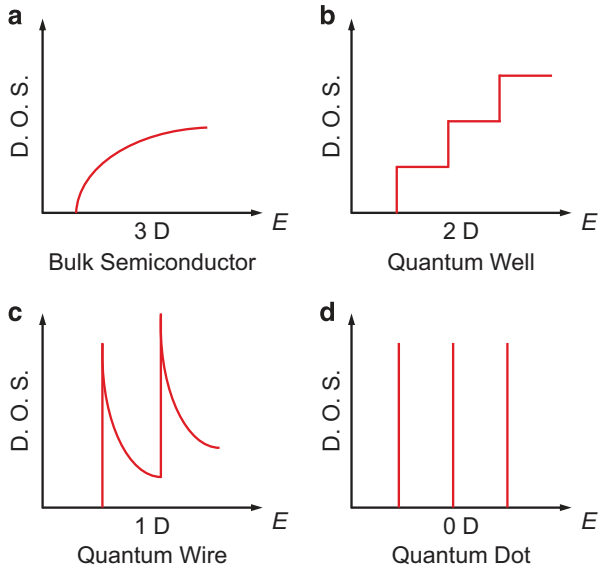 a
D. O. S.
E
3 D
Bulk Semiconductor
b
D. O. S.
E
2 D
Quantum Well
c
D. O. S.
E
1 D
Quantum Wire
d
D. O. S.
E
0 D
Quantum Dot